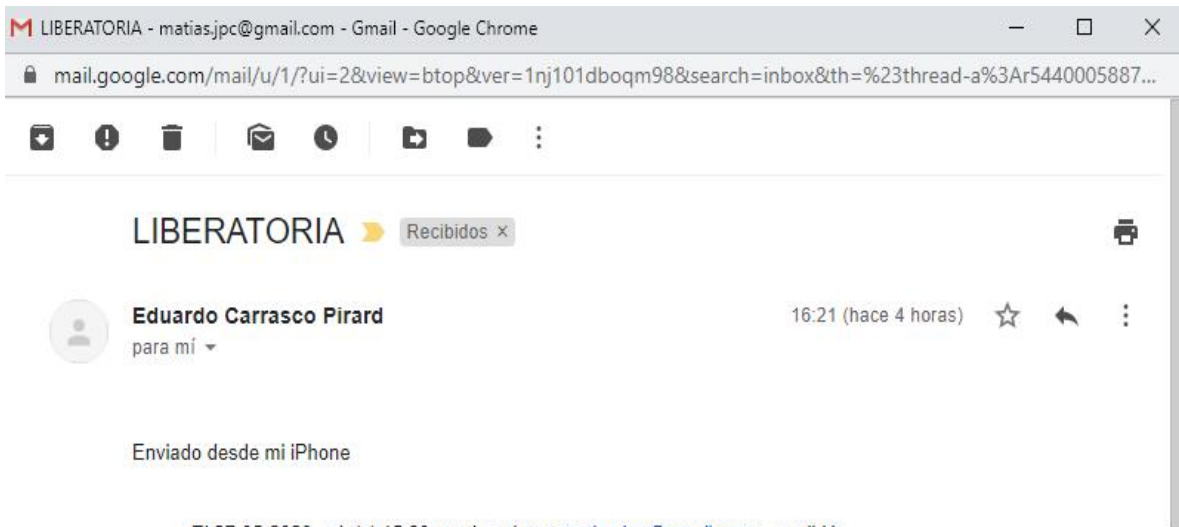 LIBERATORIA - matias.jpc@gmail.com - Gmail - Google Chrome
mail.google.com/mail/u/1/?ui=2&view=btop&ver=1nj101dboqm98&search=inbox&th=%23thread-a%3Ar5440005887...
LIBERATORIA Recibidos ×
Eduardo Carrasco Pirard 16:21 (hace 4 horas)
para mí
Enviado desde mi iPhone